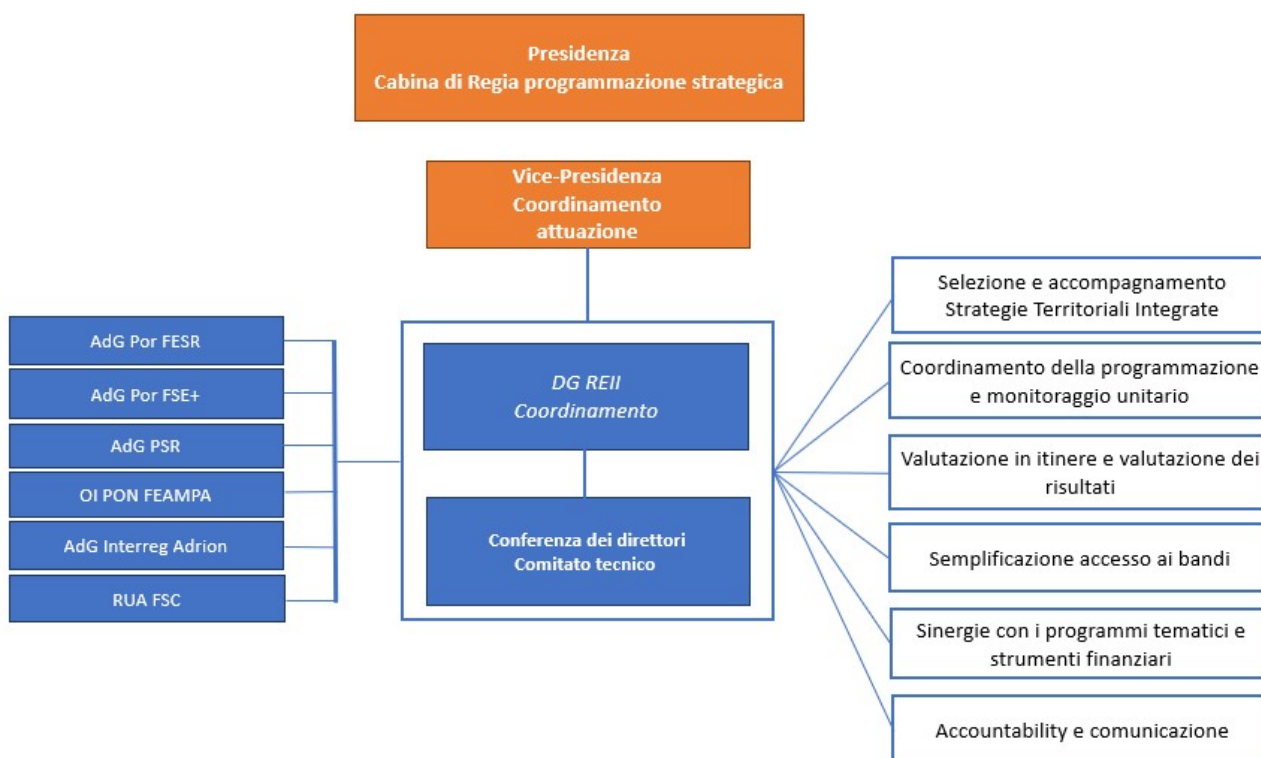 Presidenza
Cabina di Regia programmazione strategica
Vice-Presidenza
Coordinamento
attuazione
AdG Por FESR
AdG Por FSE+
AdG PSR
OI PON FEAMPA
AdG Interreg Adrion
RUA FSC
DG REII
Coordinamento
Conferenza dei direttori
Comitato tecnico
Selezione e accompagnamento
Strategie Territoriali Integrate
Coordinamento della programmazione
e monitoraggio unitario
Valutazione in itinere e valutazione dei
risultati
Semplificazione accesso ai bandi
Sinergie con i programmi tematici e
strumenti finanziari
Accountability e comunicazione